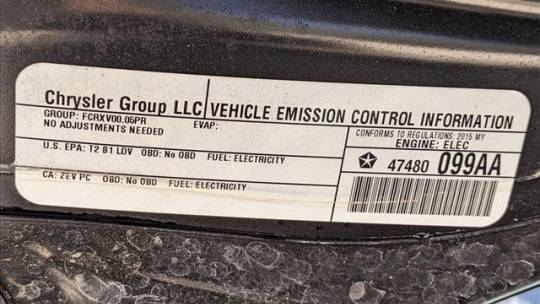 Chrysler Group LLC VEHICLE EMISSION CONTROL INFORMATION
GROUP: FCRXV00.05PR EVAP:
NO ADJUSTMENTS NEEDED
CONFORMS TO REGULATIONS: 2015 MY
ENGINE: ELEC
U.S. EPA: T2 B1 LDV OBD: No OBD FUEL: ELECTRICITY
47480 099AA
CA: ZEV PC OBD: No OBD FUEL: ELECTRICITY